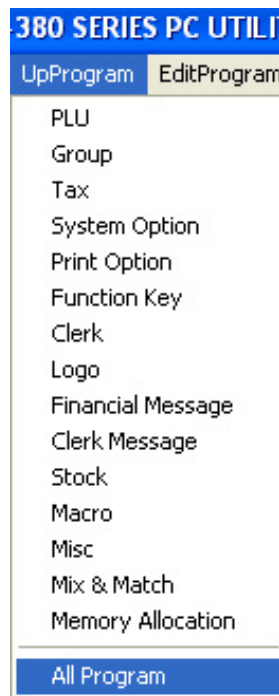 -380 SERIES PC UTILI
UpProgram EditProgram
PLU
Group
Tax
System Option
Print Option
Function Key
Clerk
Logo
Financial Message
Clerk Message
Stock
Macro
Misc
Mix & Match
Memory Allocation
All Program